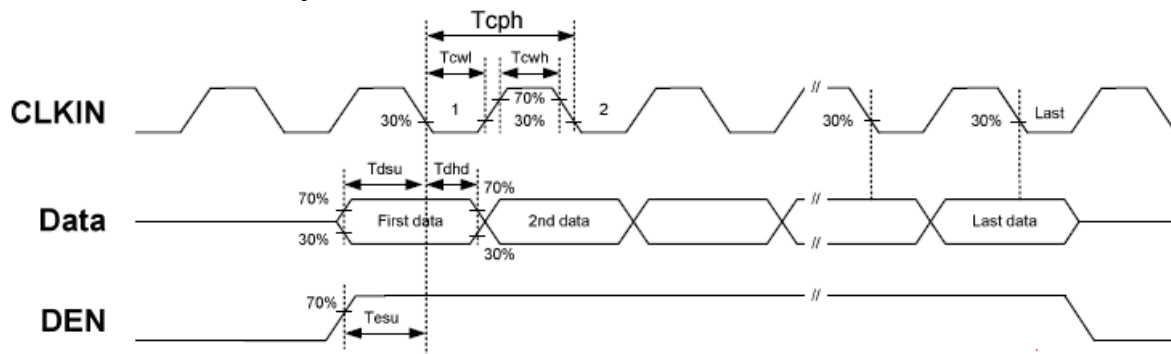 Tcph
Tcwl Tcwh
CLKIN 30% 1 70% 30% 2 // 30% 30% Last
Tdsu Tdhd
70% 70%
Data First data 2nd data // Last data
30% 30% //
70% //
DEN Tesu